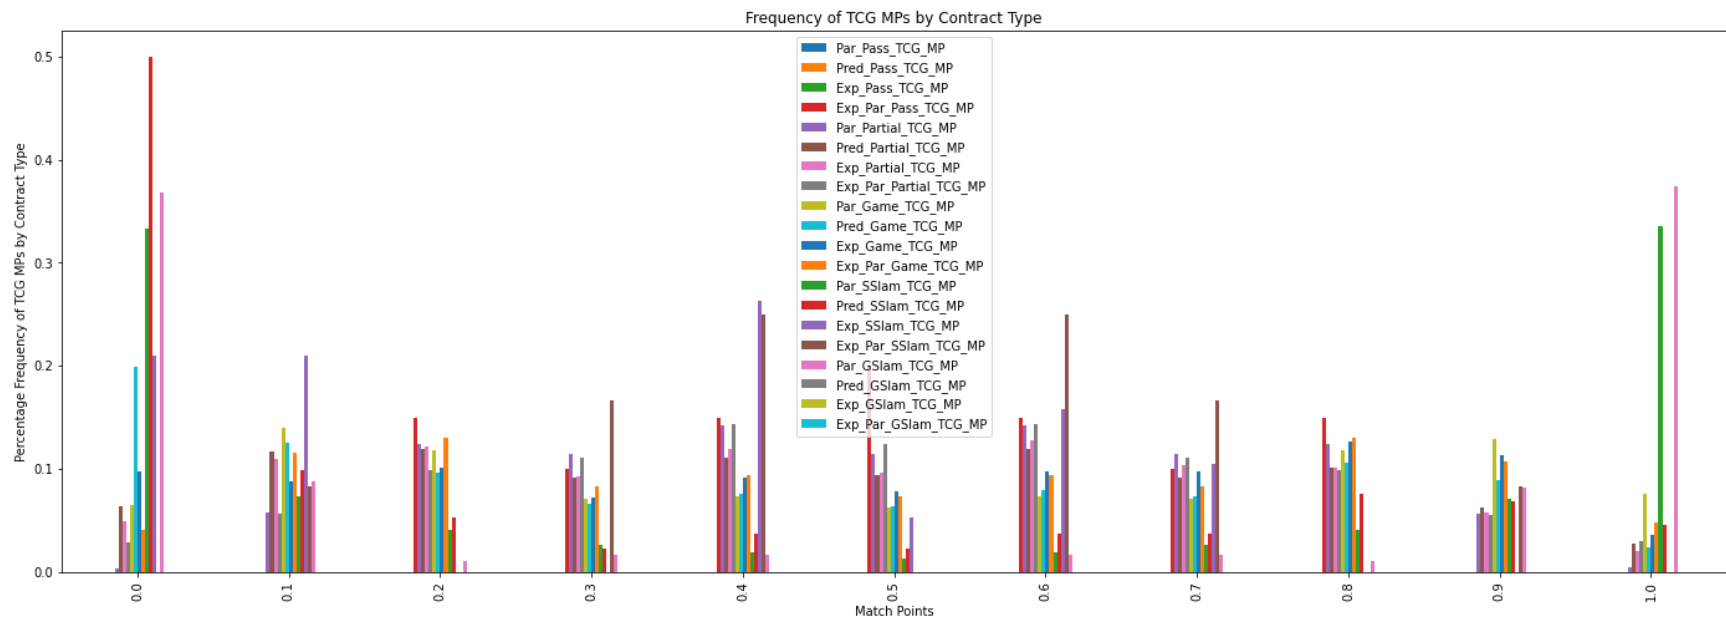 Frequency of TCG MPs by Contract Type
Percentage Frequency of TCG MPs by Contract Type
0.5
0.4
0.3
0.2
0.1
0.0
Par_Pass_TCG_MP
Pred_Pass_TCG_MP
Exp_Pass_TCG_MP
Exp_Par_Pass_TCG_MP
Par_Partial_TCG_MP
Pred_Partial_TCG_MP
Exp_Partial_TCG_MP
Exp_Par_Partial_TCG_MP
Par_Game_TCG_MP
Pred_Game_TCG_MP
Exp_Game_TCG_MP
Exp_Par_Game_TCG_MP
Par_SSlam_TCG_MP
Pred_SSlam_TCG_MP
Exp_SSlam_TCG_MP
Exp_Par_SSlam_TCG_MP
Par_GSlam_TCG_MP
Pred_GSlam_TCG_MP
Exp_GSlam_TCG_MP
Exp_Par_GSlam_TCG_MP
0.0
0.1
0.2
0.3
0.4
0.5
0.6
0.7
0.8
0.9
1.0
Match Points